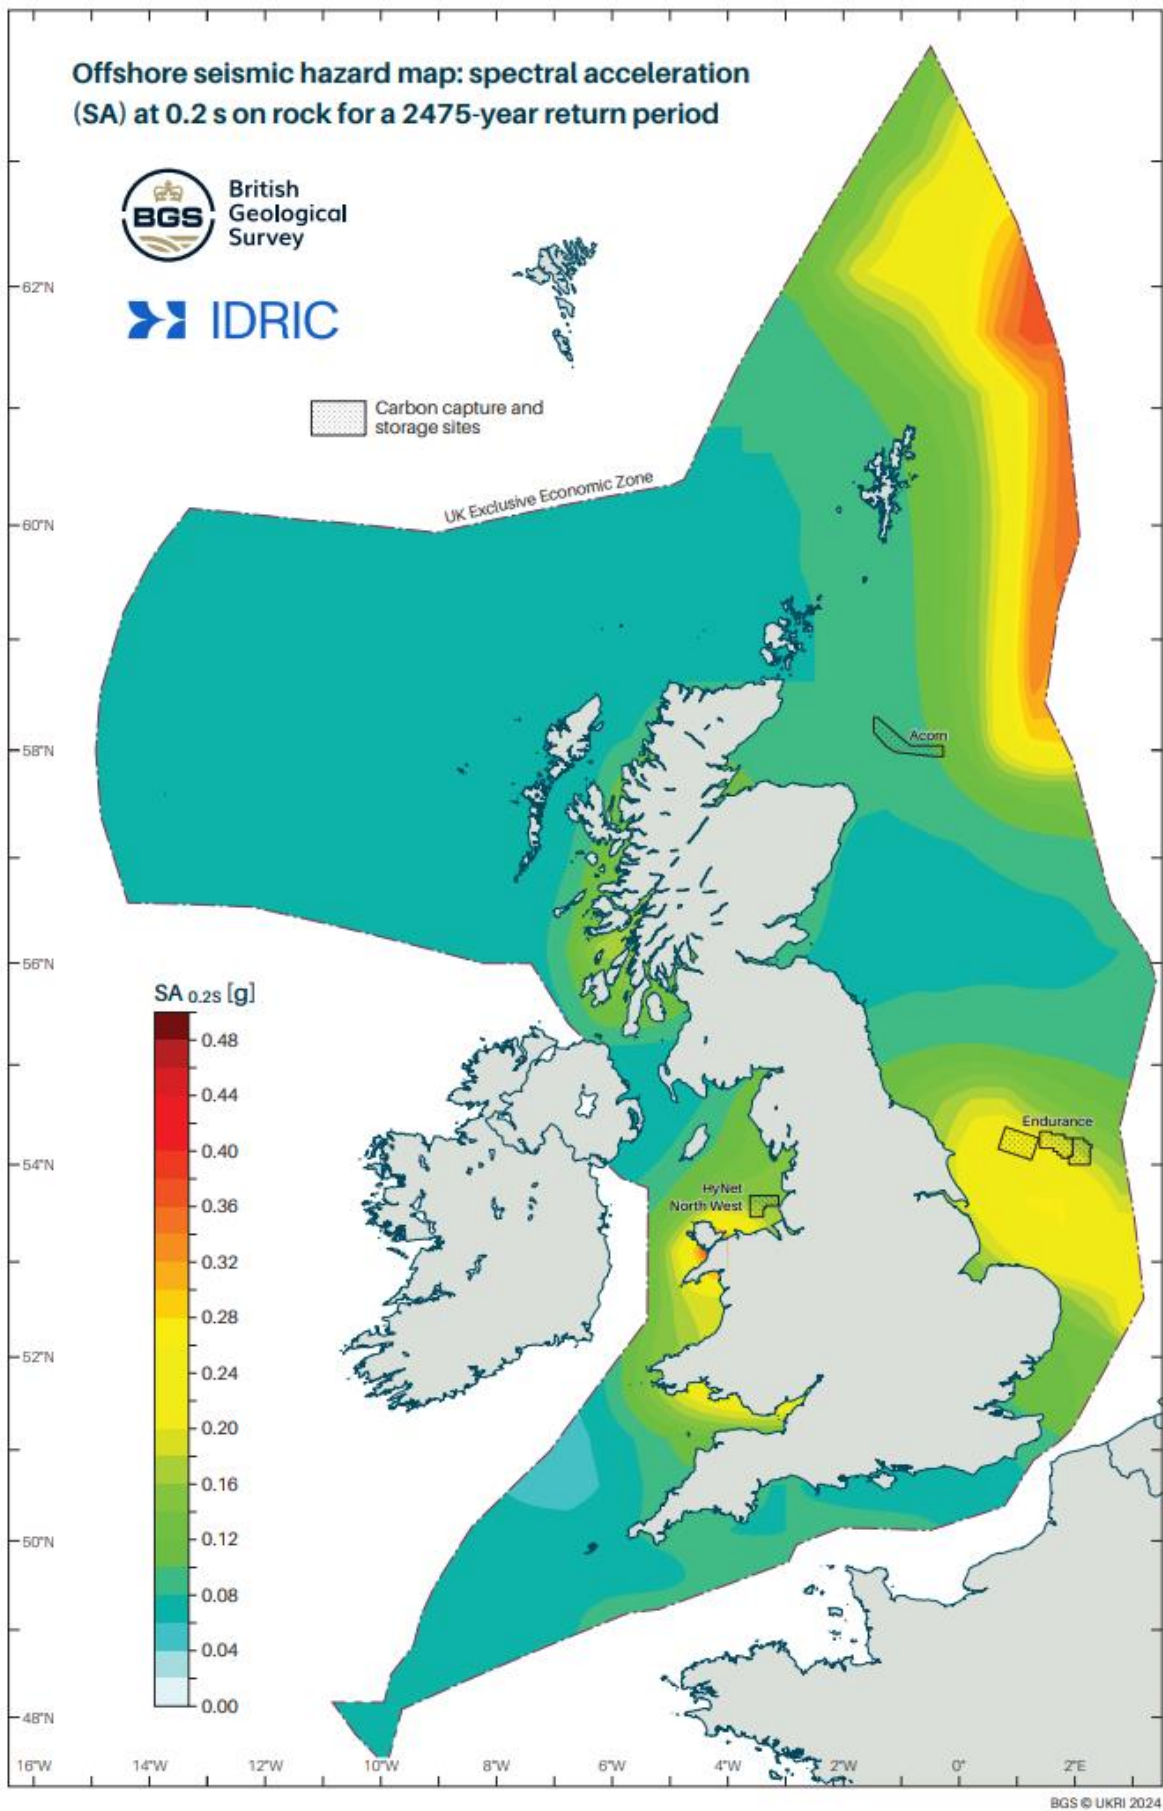 Offshore seismic hazard map: spectral acceleration
(SA) at 0.2 s on rock for a 2475-year return period
BGS
British
Geological
Survey
IDRIC
Carbon capture and
storage sites
UK Exclusive Economic Zone
62°N
60°N
58°N
56°N
54°N
52°N
50°N
48°N
Acorn
Endurance
HyNet
North West
SA 0.2S [g]
0.48
0.44
0.40
0.36
0.32
0.28
0.24
0.20
0.16
0.12
0.08
0.04
0.00
16°W 14°W 12°W 10°W 8°W 6°W 4°W 2°W 0° 2°E
BGS © UKRI 2024